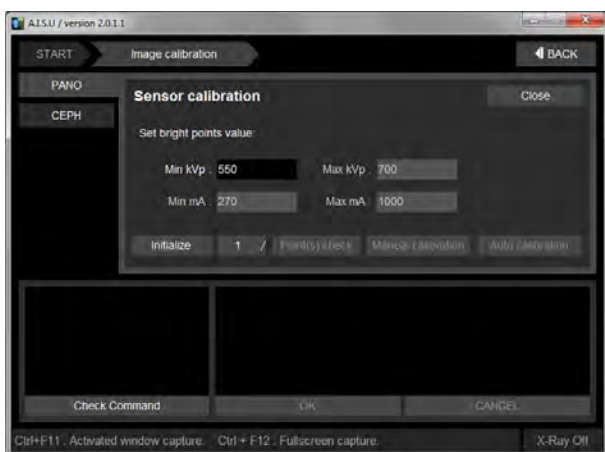 A.I.S.U / version 2.0.1.1
START Image calibration BACK
PANO
CEPH
Sensor calibration Close
Set bright points value:
Min kVp : 550 Max kVp : 700
Min mA : 270 Max mA : 1000
Initialize 1 / Point(s) check Manual calibration Auto calibration
Check Command OK CANCEL
Ctrl+F11 : Activated window capture. Ctrl + F12 : Fullscreen capture. X-Ray Off